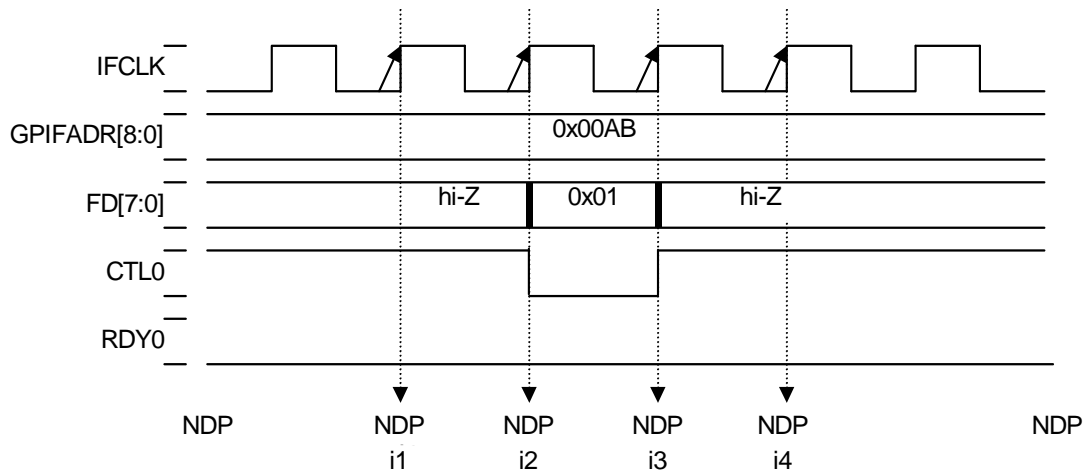 IFCLK
GPIFADR[8:0]
0x00AB
FD[7:0]
hi-Z
0x01
hi-Z
CTL0
RDY0
NDP NDP NDP NDP NDP NDP
i1 i2 i3 i4